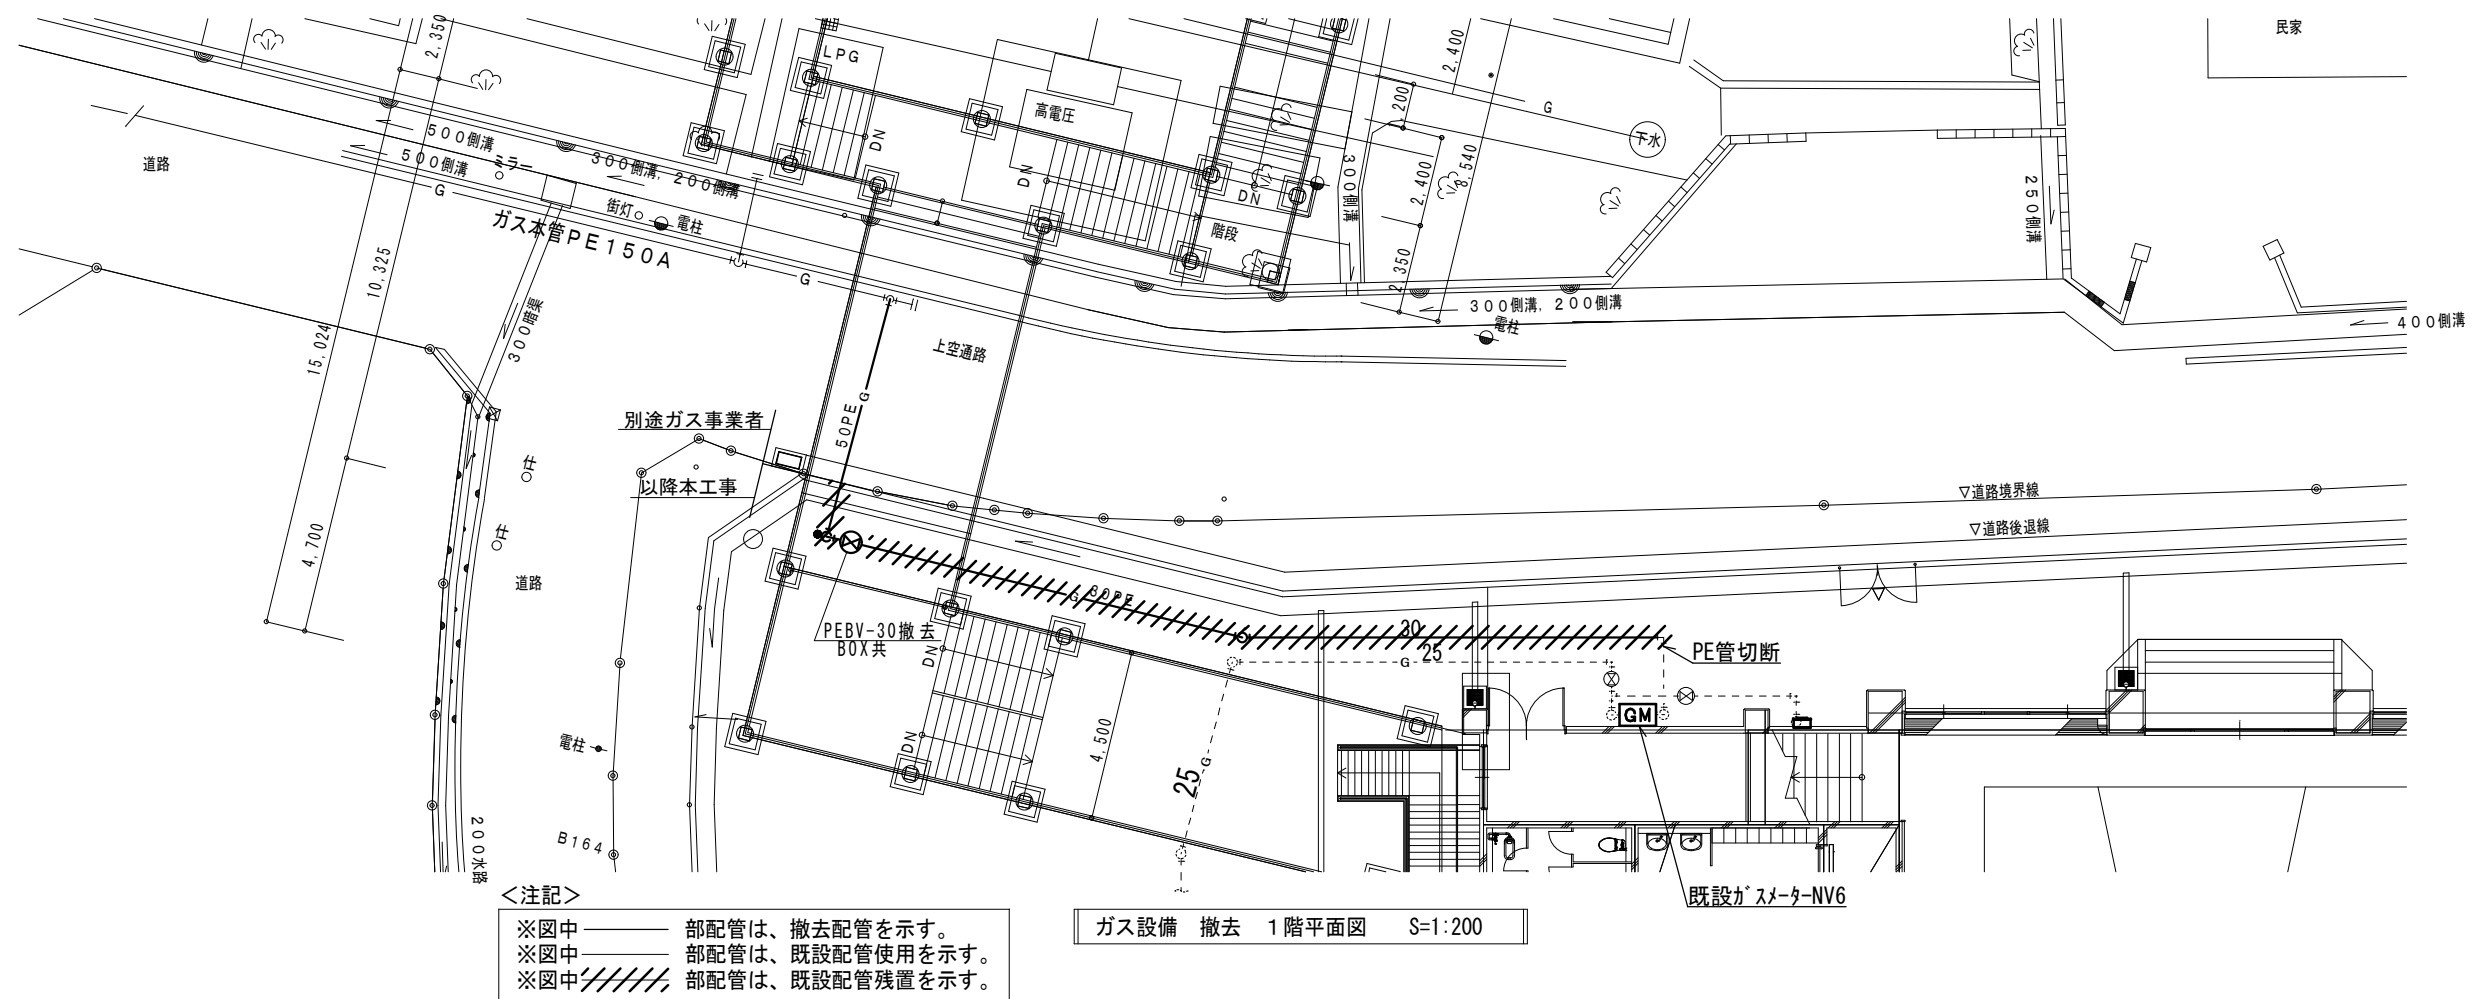 民家
2,350
LPG
2,400
高電圧
G
200
DN
DN
下水
500側溝
500側溝
ミラー
300側溝, 200側溝
道路
G
300側溝
2,400
8,540
250側溝
DN
街灯
電柱
階段
ガス本管PE150A
G
10,325
2,350
300側溝, 200側溝
電柱
400側溝
15,024
300暗渠
上空通路
別途ガス事業者
50PE
G
以降本工事
仕
▽道路境界線
▽道路後退線
仕
4,700
道路
G
80PE
PEBV-30撤去
BOX共
30
25
G
PE管切断
DN
GM
電柱
DN
4,500
25
G
B164
200水路
既設ガスメーターNV6
<注記>
※図中 部配管は、撤去配管を示す。
※図中 部配管は、既設配管使用を示す。
※図中 部配管は、既設配管残置を示す。
ガス設備 撤去 1階平面図 S=1:200